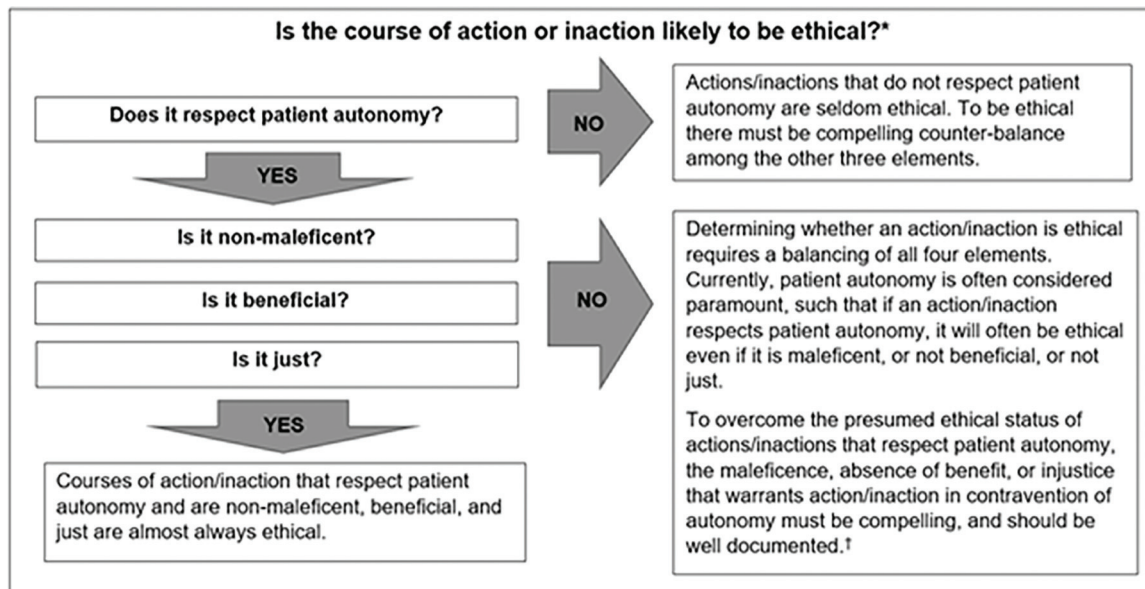 Is the course of action or inaction likely to be ethical?*
Does it respect patient autonomy?
NO
Actions/inactions that do not respect patient
autonomy are seldom ethical. To be ethical
there must be compelling counter-balance
among the other three elements.
YES
Is it non-maleficent?
Is it beneficial?
Is it just?
NO
Determining whether an action/inaction is ethical
requires a balancing of all four elements.
Currently, patient autonomy is often considered
paramount, such that if an action/inaction
respects patient autonomy, it will often be ethical
even if it is maleficent, or not beneficial, or not
just.
To overcome the presumed ethical status of
actions/inactions that respect patient autonomy,
the maleficence, absence of benefit, or injustice
that warrants action/inaction in contravention of
autonomy must be compelling, and should be
well documented.†
YES
Courses of action/inaction that respect patient
autonomy and are non-maleficent, beneficial, and
just are almost always ethical.